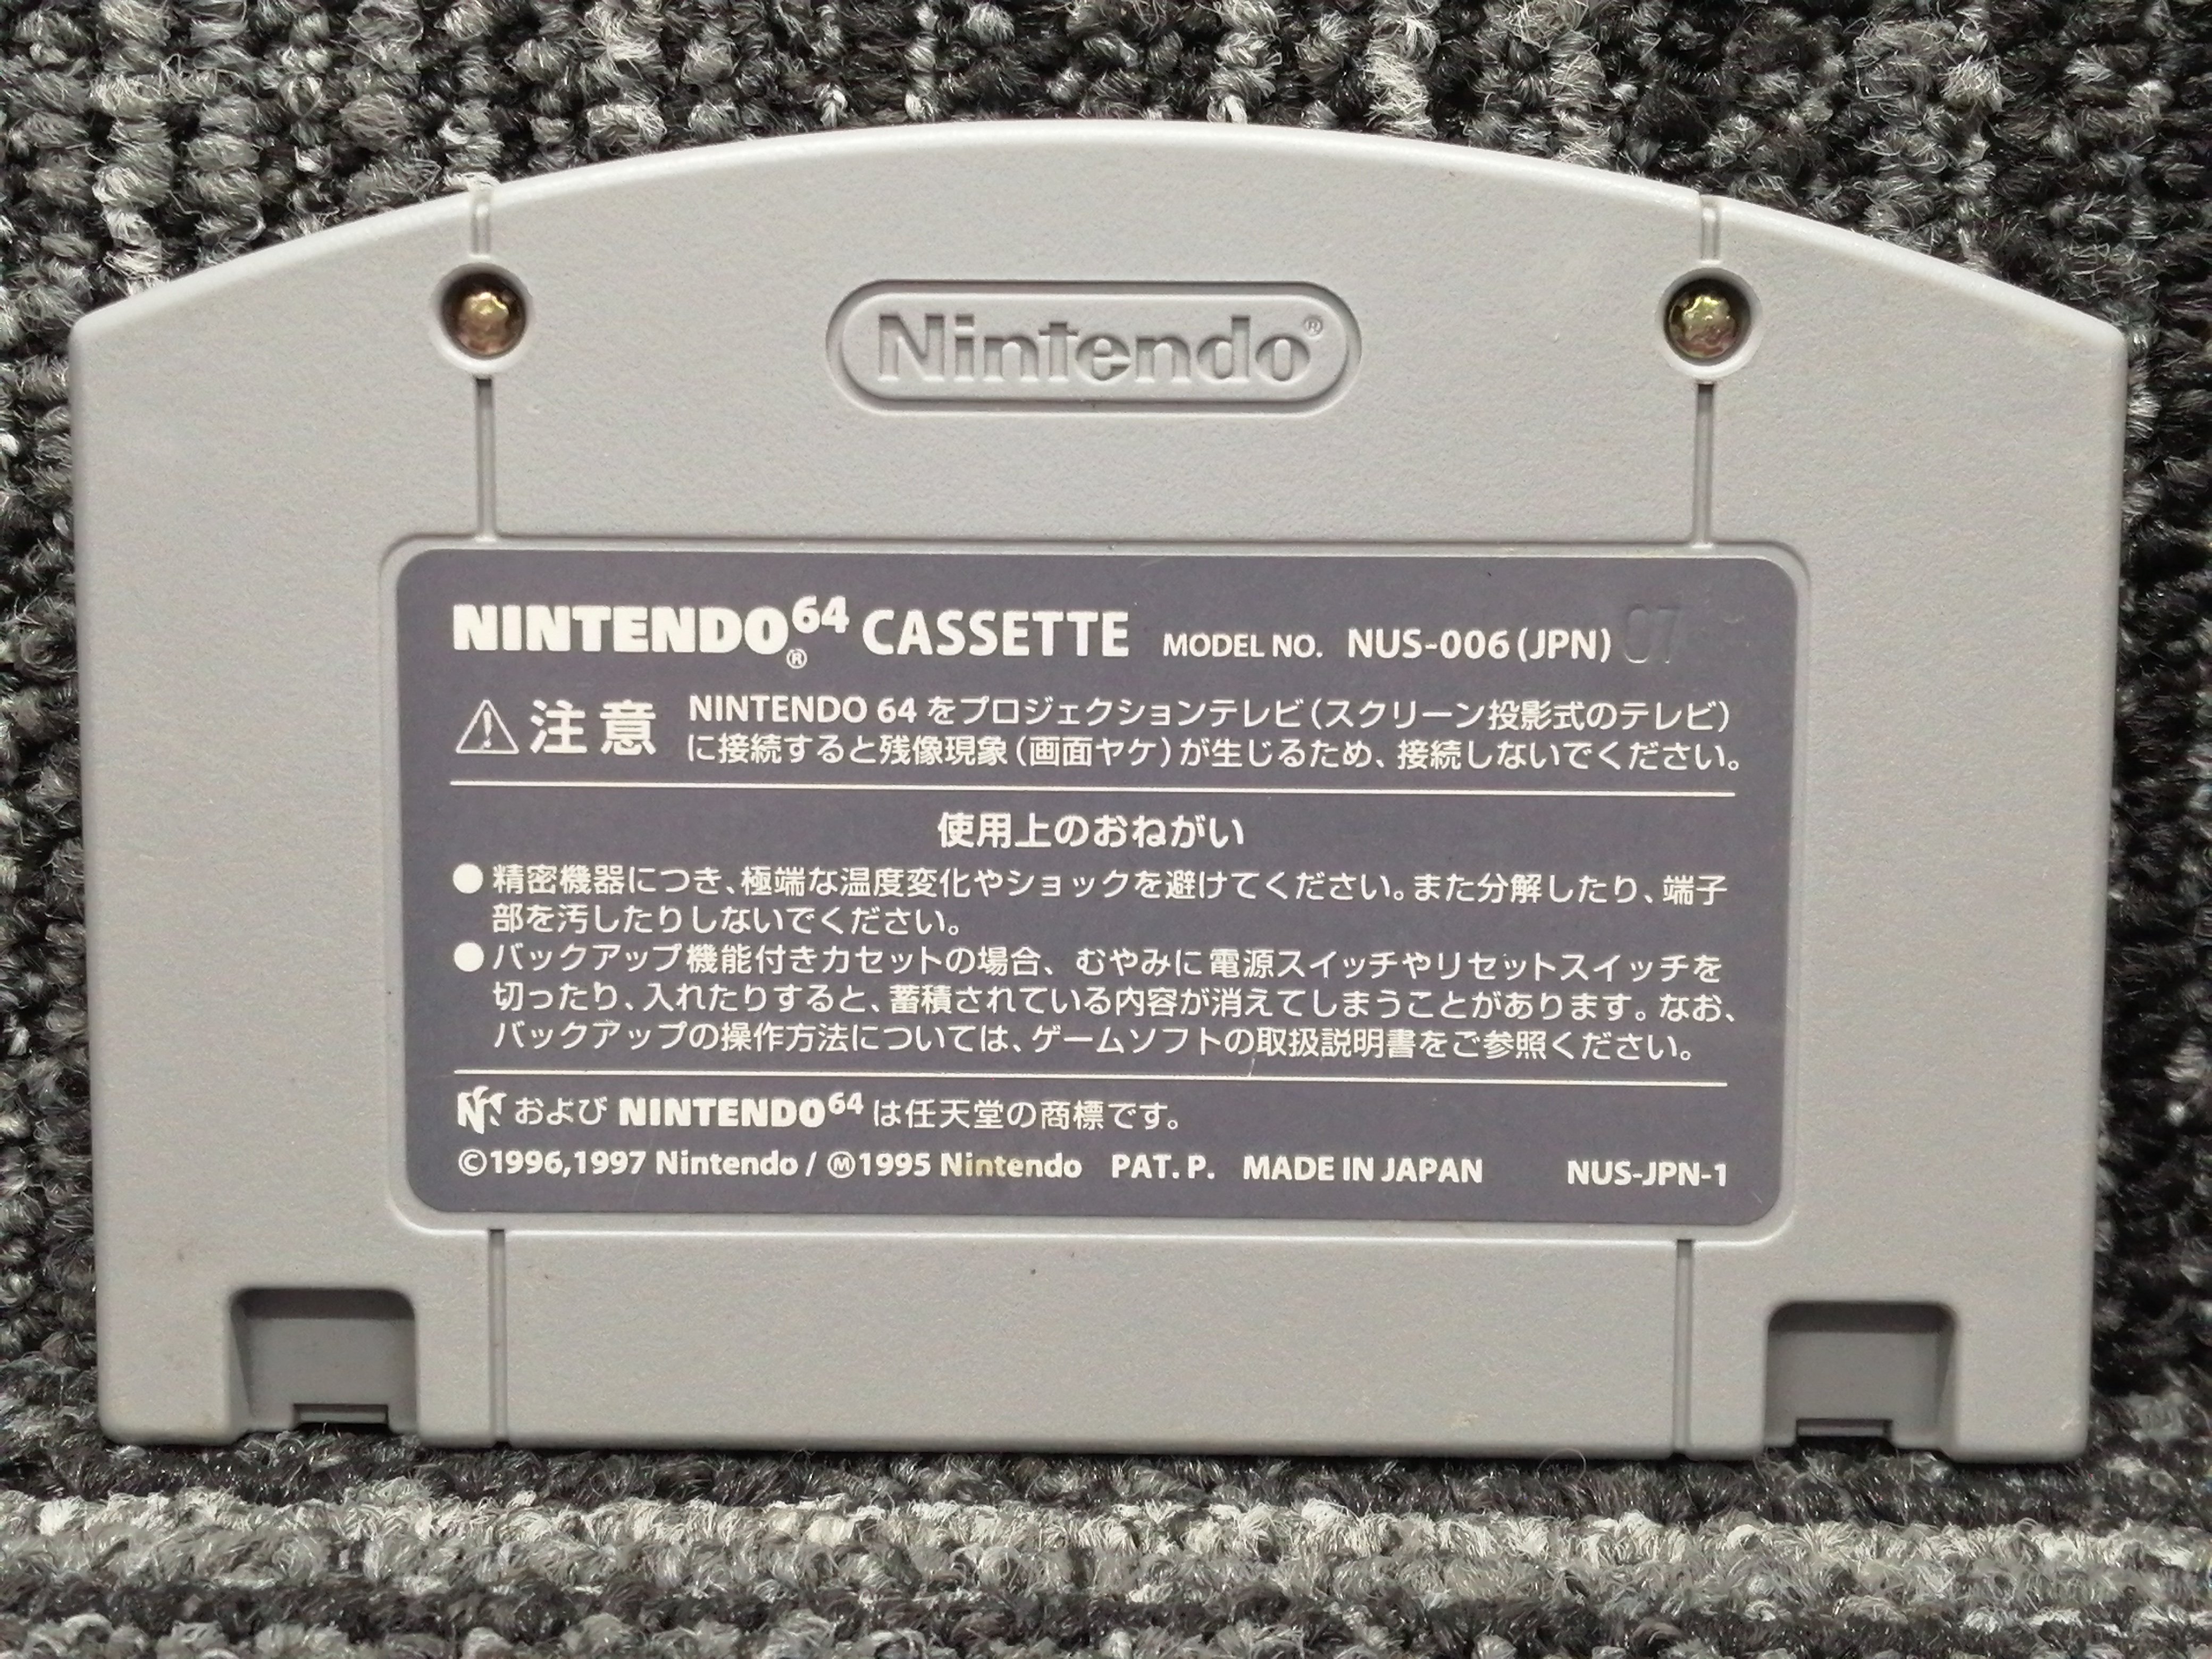 Nintendo®
NINTENDO64® CASSETTE MODEL NO. NUS-006(JPN) 07
⚠注意 NINTENDO 64 をプロジェクションテレビ(スクリーン投影式のテレビ)
に接続すると残像現象(画面ヤケ)が生じるため、接続しないでください。
使用上のおねがい
●精密機器につき、極端な温度変化やショックを避けてください。また分解したり、端子
部を汚したりしないでください。
●バックアップ機能付きカセットの場合、むやみに電源スイッチやリセットスイッチを
切ったり、入れたりすると、蓄積されている内容が消えてしまうことがあります。なお、
バックアップの操作方法については、ゲームソフトの取扱説明書をご参照ください。
および NINTENDO64 は任天堂の商標です。
©1996,1997 Nintendo / Ⓜ1995 Nintendo PAT. P. MADE IN JAPAN NUS-JPN-1